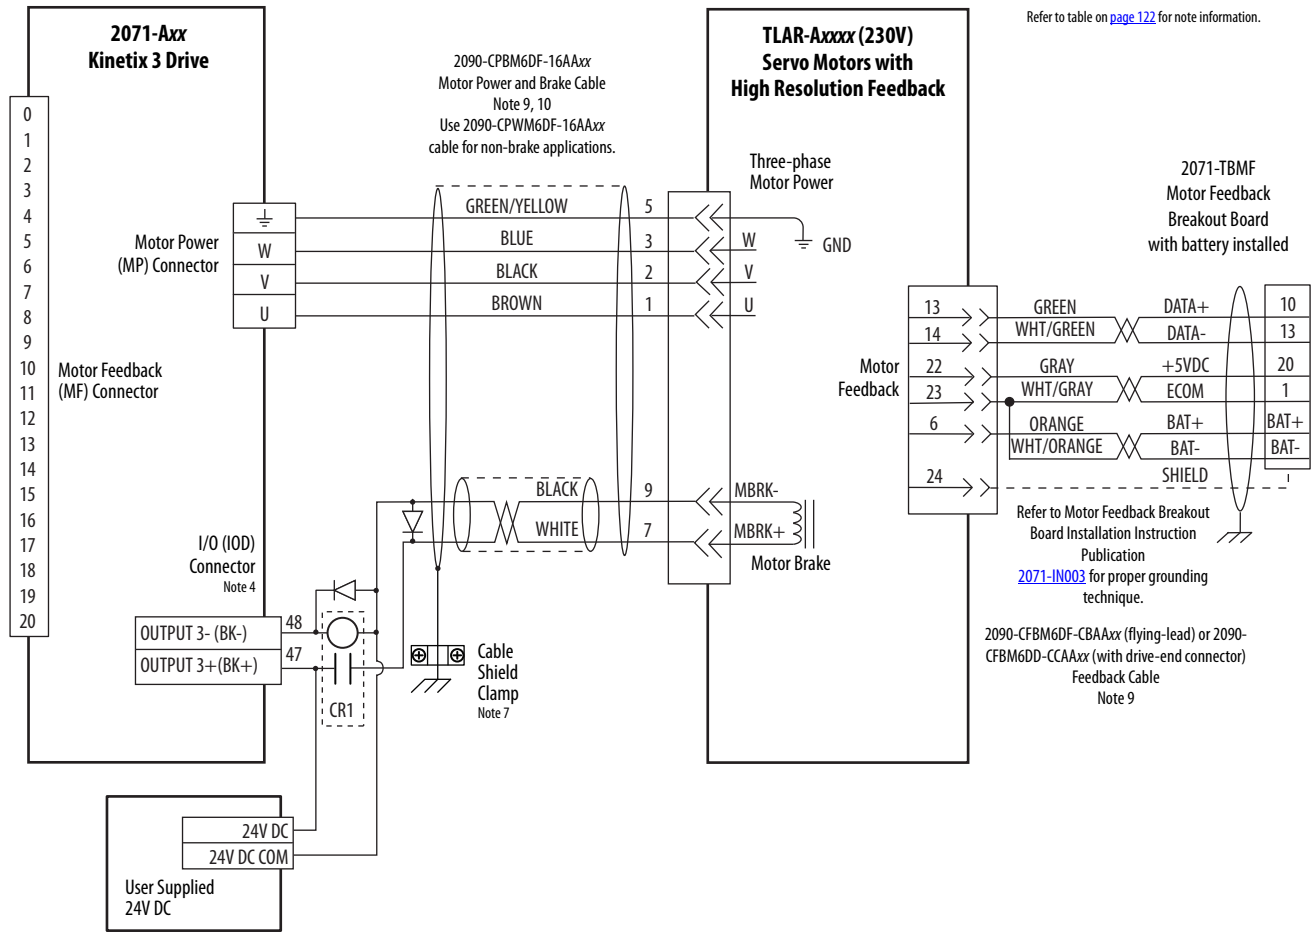 Refer to table on page 122 for note information.
2071-Axx
Kinetix 3 Drive
2090-CPBM6DF-16AAxx
Motor Power and Brake Cable
Note 9, 10
Use 2090-CPWM6DF-16AAxx
cable for non-brake applications.
TLAR-Axxxx (230V)
Servo Motors with
High Resolution Feedback
0
1
2
3
4
5
6
7
8
9
10
11
12
13
14
15
16
17
18
19
20
Motor Power
(MP) Connector
W
V
U
GREEN/YELLOW
5
BLUE
3
BLACK
2
BROWN
1
Three-phase
Motor Power
W
V
U
GND
2071-TBMF
Motor Feedback
Breakout Board
with battery installed
Motor Feedback
(MF) Connector
Motor
Feedback
13
GREEN
DATA+
10
14
WHT/GREEN
DATA-
13
22
GRAY
+5VDC
20
23
WHT/GRAY
ECOM
1
6
ORANGE
BAT+
BAT+
WHT/ORANGE
BAT-
BAT-
24
SHIELD
BLACK
9
MBRK-
WHITE
7
MBRK+
Motor Brake
Refer to Motor Feedback Breakout
Board Installation Instruction
Publication
2071-IN003 for proper grounding
technique.
2090-CFBM6DF-CBAAxx (flying-lead) or 2090-
CFBM6DD-CCAAxx (with drive-end connector)
Feedback Cable
Note 9
I/O (IOD)
Connector
Note 4
OUTPUT 3- (BK-)
48
OUTPUT 3+(BK+)
47
CR1
Cable
Shield
Clamp
Note 7
24V DC
24V DC COM
User Supplied
24V DC